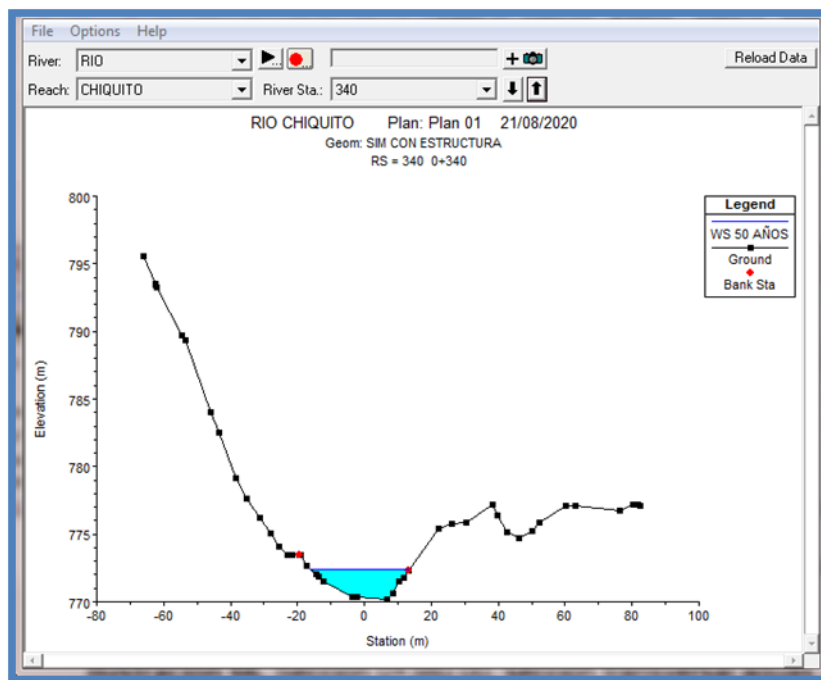 File Options Help
River: RIO Reload Data
Reach: CHIQUITO River Sta.: 340
RIO CHIQUITO Plan: Plan 01 21/08/2020
Geom: SIM CON ESTRUCTURA
RS = 340 0+340
Legend
WS 50 AÑOS
Ground
Bank Sta
800
795
790
785
780
775
770
Elevation (m)
-80 -60 -40 -20 0 20 40 60 80 100
Station (m)